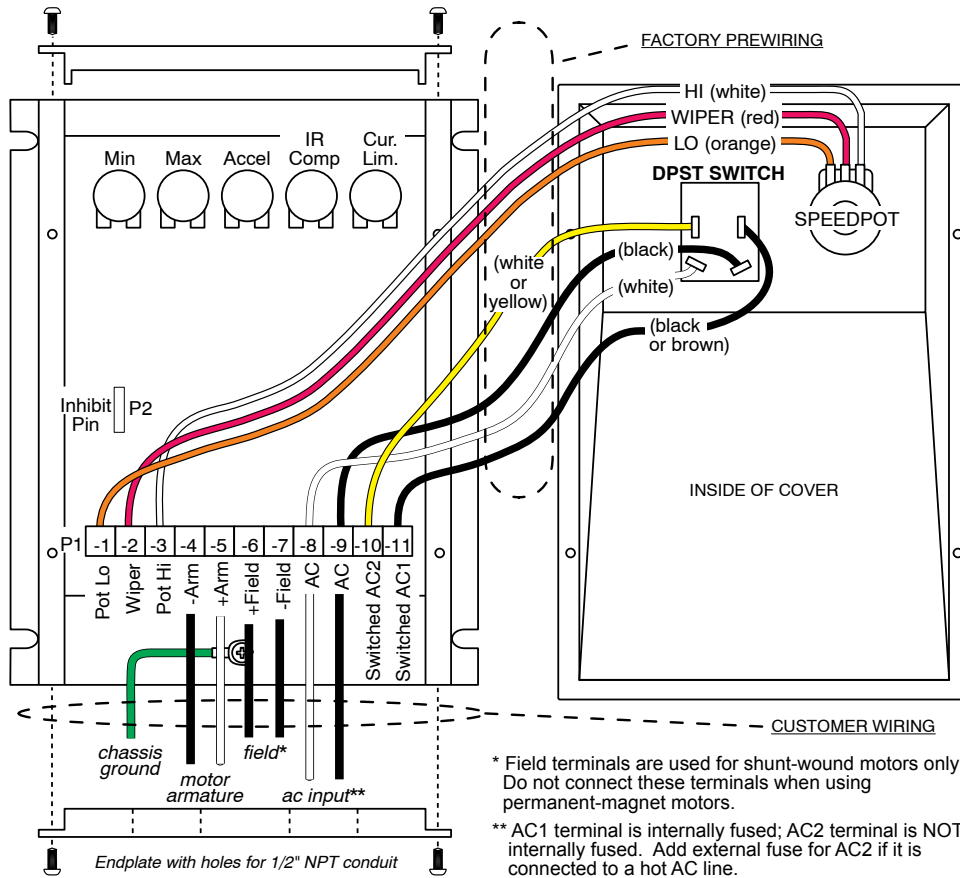 FACTORY PREWIRING
HI (white)
WIPER (red)
LO (orange)
DPST SWITCH
SPEEDPOT
Min
Max
Accel
IR
Comp
Cur.
Lim.
(white
or
yellow)
(black)
(white)
(black
or brown)
Inhibit
Pin
P2
INSIDE OF COVER
P1
-1
-2
-3
-4
-5
-6
-7
-8
-9
-10
-11
Pot Lo
Wiper
Pot Hi
-Arm
+Arm
+Field
-Field
AC
AC
Switched AC2
Switched AC1
CUSTOMER WIRING
chassis
ground
motor
armature
field*
ac input**
* Field terminals are used for shunt-wound motors only
Do not connect these terminals when using
permanent-magnet motors.
** AC1 terminal is internally fused; AC2 terminal is NOT
internally fused. Add external fuse for AC2 if it is
connected to a hot AC line.
Endplate with holes for 1/2" NPT conduit